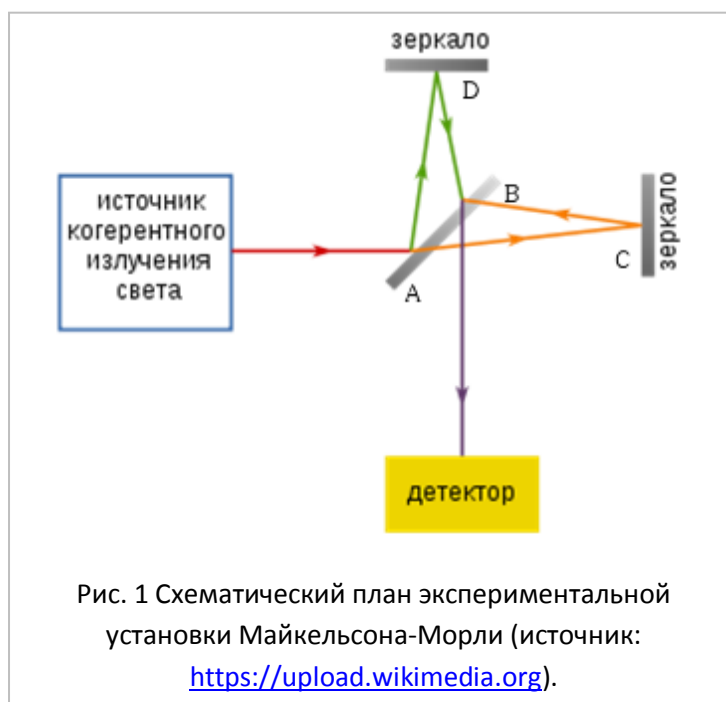 зеркало
D
источник
когерентного
излучения
света
B
зеркало
C
A
детектор
Рис. 1 Схематический план экспериментальной
установки Майкельсона-Морли (источник:
https://upload.wikimedia.org).